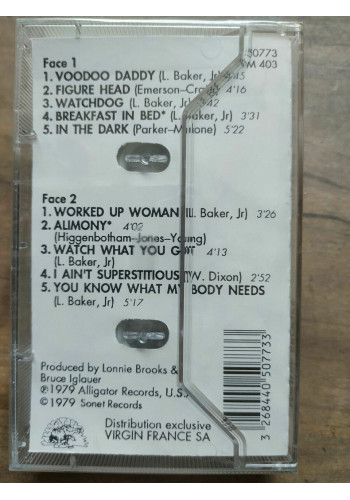 50773
Face 1
M 403
1. VOODOO DADDY (L. Baker, Jr) 4'45
2. FIGURE HEAD (Emerson-Craig) 4'16
3. WATCHDOG (L. Baker, Jr) 3'42
4. BREAKFAST IN BED* (L. Baker, Jr) 3'31
5. IN THE DARK (Parker-Malone) 5'22
Face 2
1. WORKED UP WOMAN (L. Baker, Jr) 3'26
2. ALIMONY* 4'02
(Higgenbotham-Jones-Young)
3. WATCH WHAT YOU GOT 4'13
(L. Baker, Jr)
4. I AIN'T SUPERSTITIOUS (W. Dixon) 2'52
5. YOU KNOW WHAT MY BODY NEEDS
(L. Baker, Jr) 5'17
Produced by Lonnie Brooks &
Bruce Iglauer
℗ 1979 Alligator Records, U.S.
© 1979 Sonet Records
Distribution exclusive
VIRGIN FRANCE SA
3 268440 507733